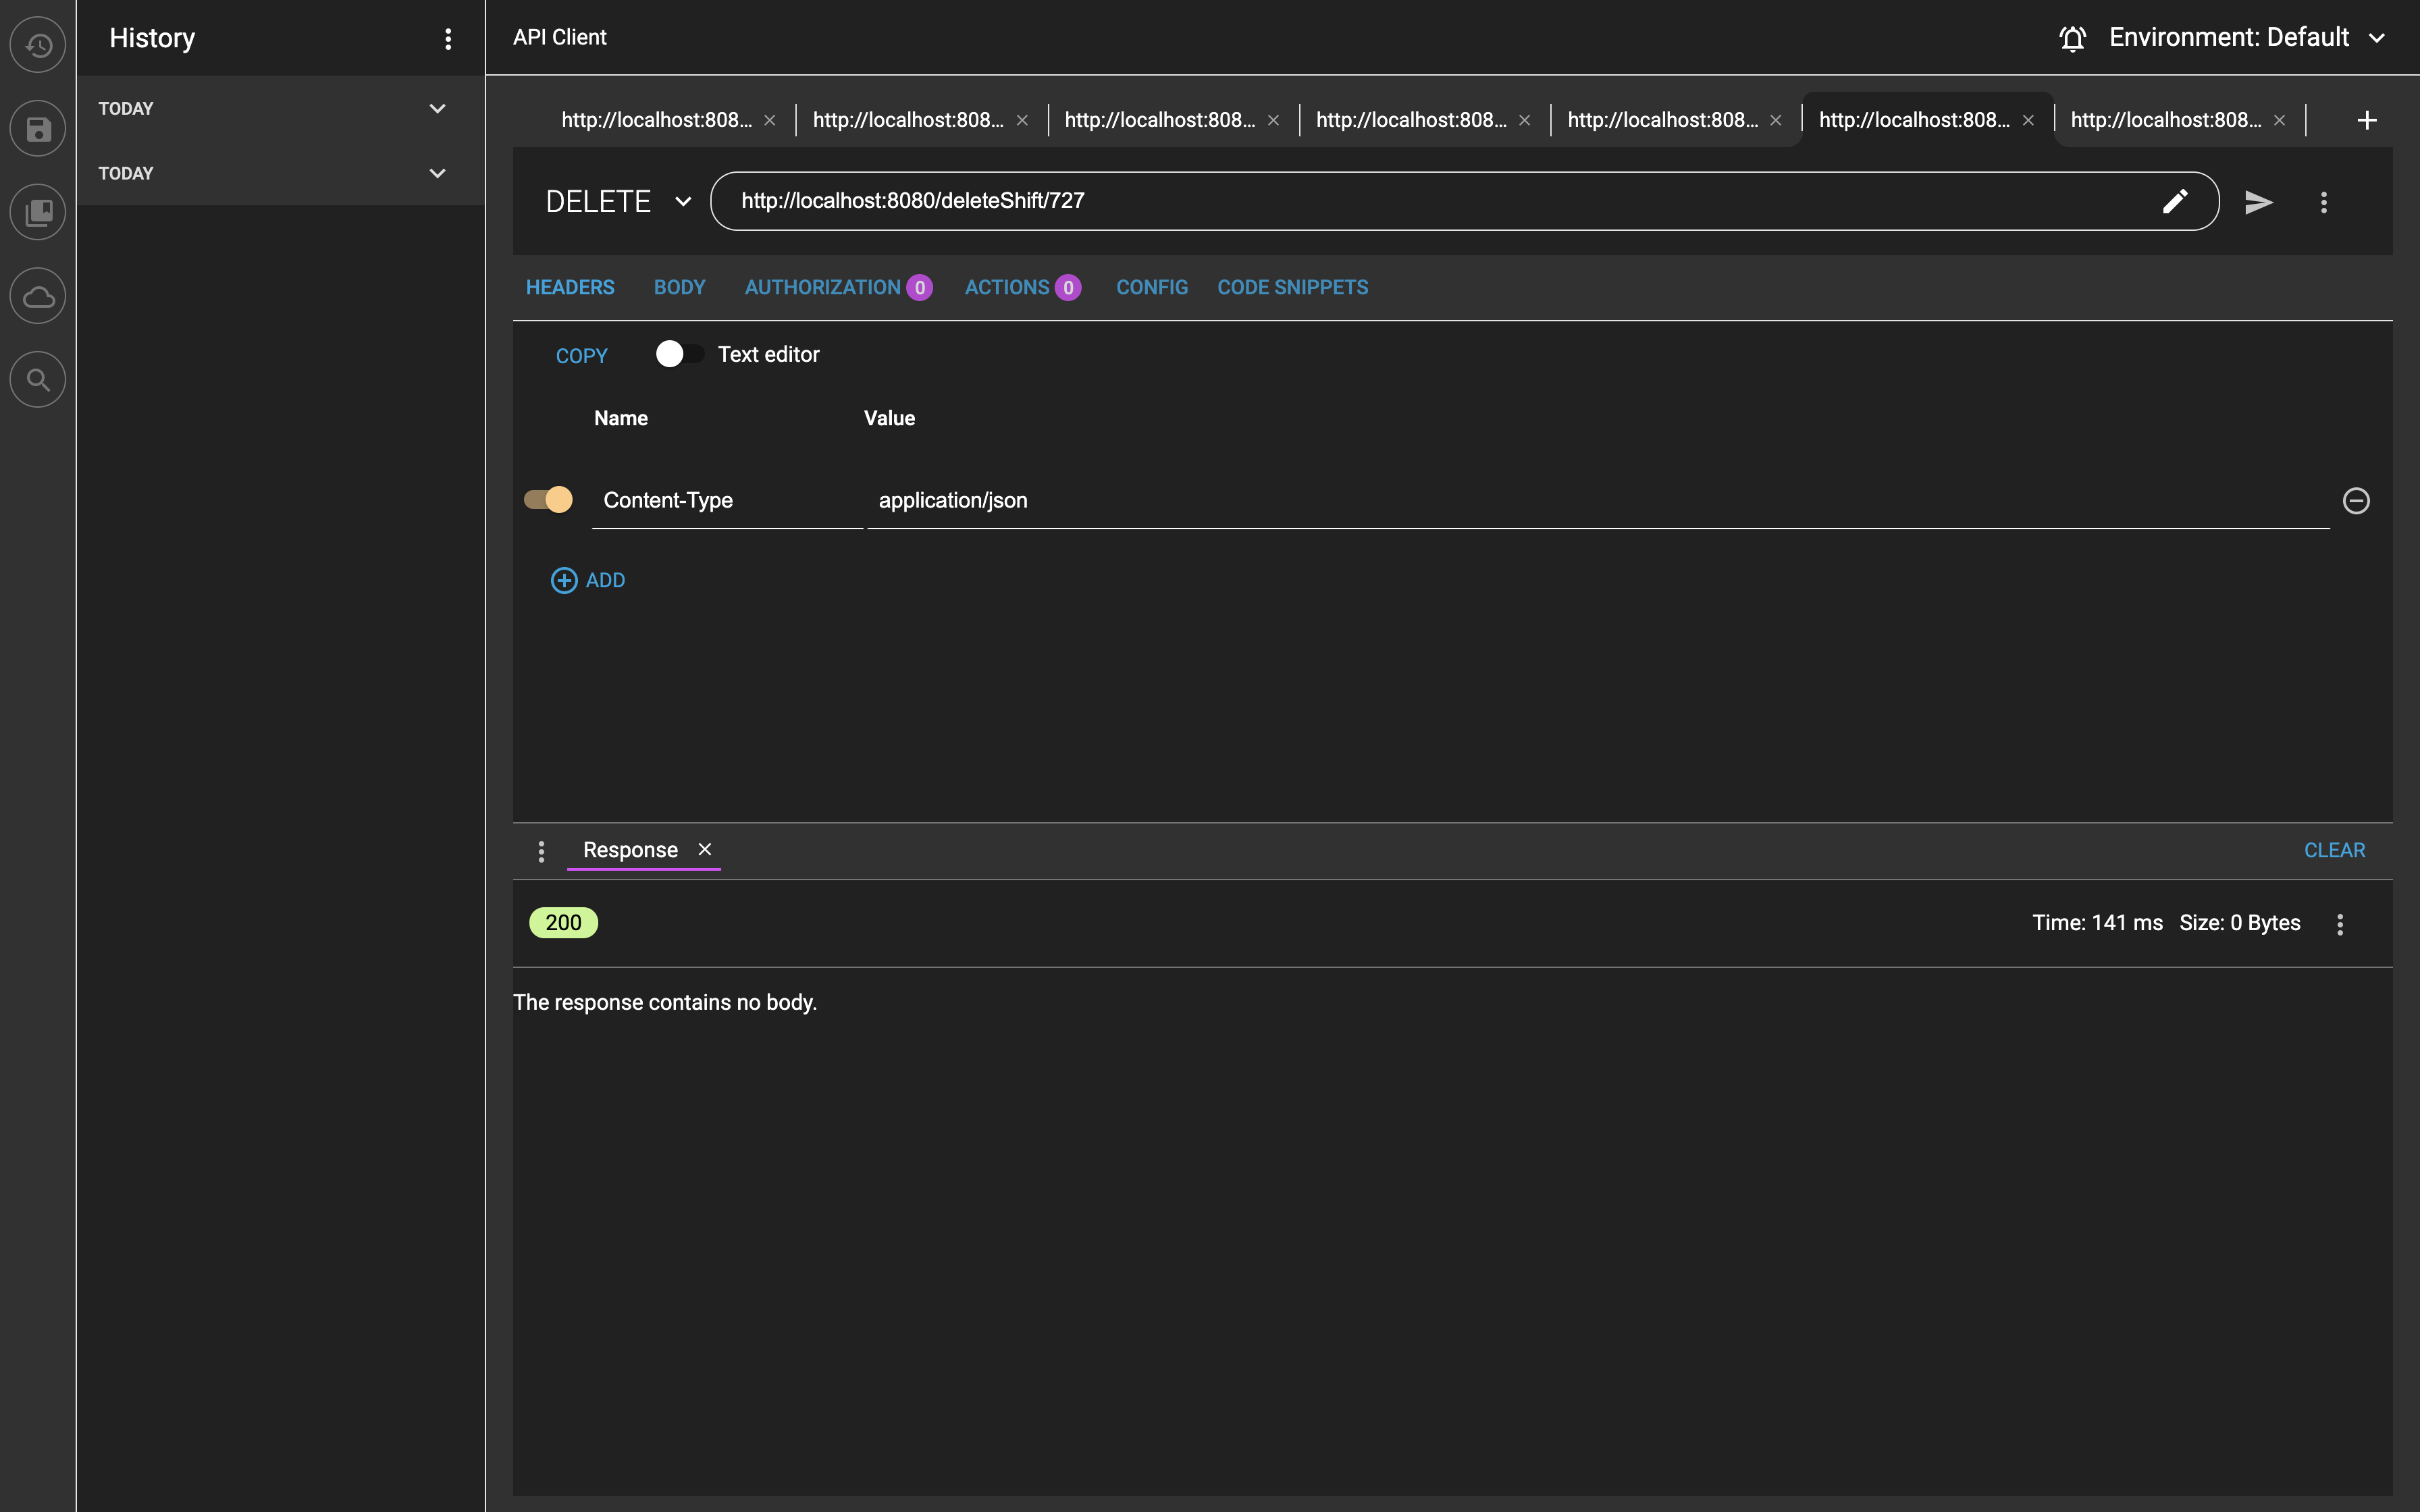 History
API Client
Environment: Default
TODAY
TODAY
http://localhost:808...
http://localhost:808...
http://localhost:808...
http://localhost:808...
http://localhost:808...
http://localhost:808...
http://localhost:808...
DELETE
http://localhost:8080/deleteShift/727
HEADERS
BODY
AUTHORIZATION 0
ACTIONS 0
CONFIG
CODE SNIPPETS
COPY
Text editor
Name
Value
Content-Type
application/json
ADD
Response
CLEAR
200
Time: 141 ms
Size: 0 Bytes
The response contains no body.